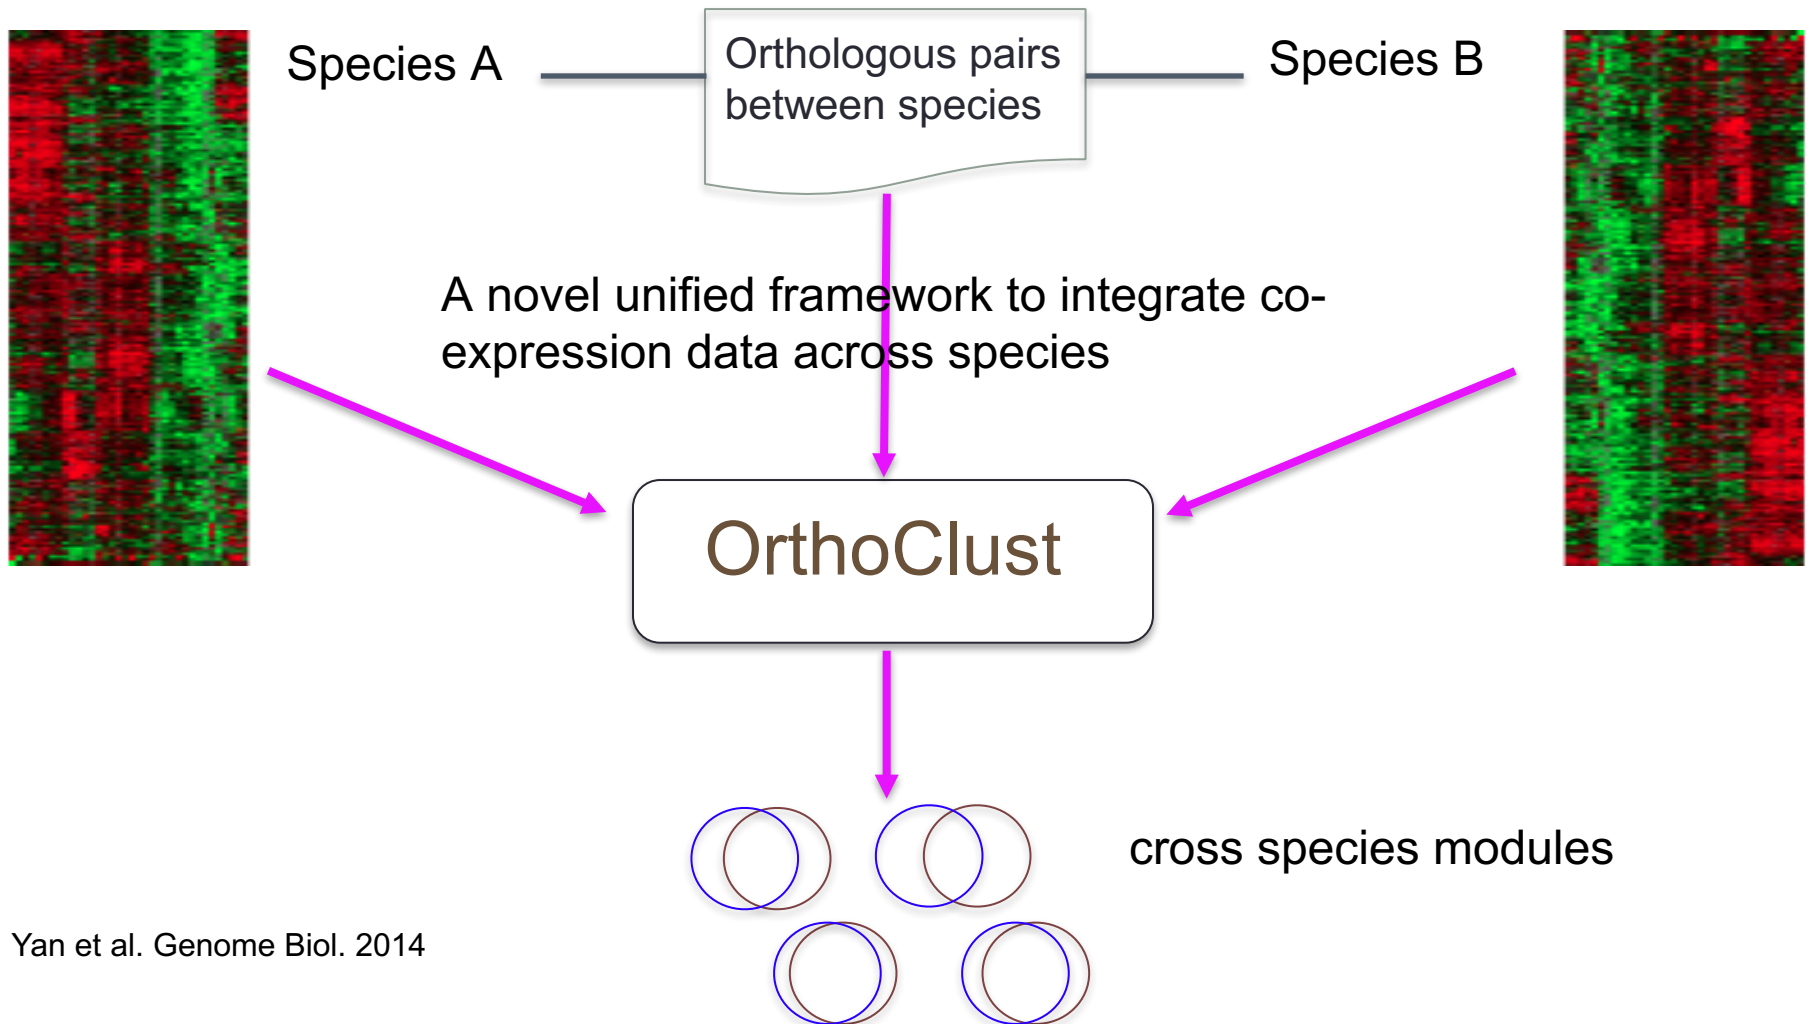 Species A
Orthologous pairs
between species
Species B
A novel unified framework to integrate co-
expression data across species
OrthoClust
cross species modules
Yan et al. Genome Biol. 2014